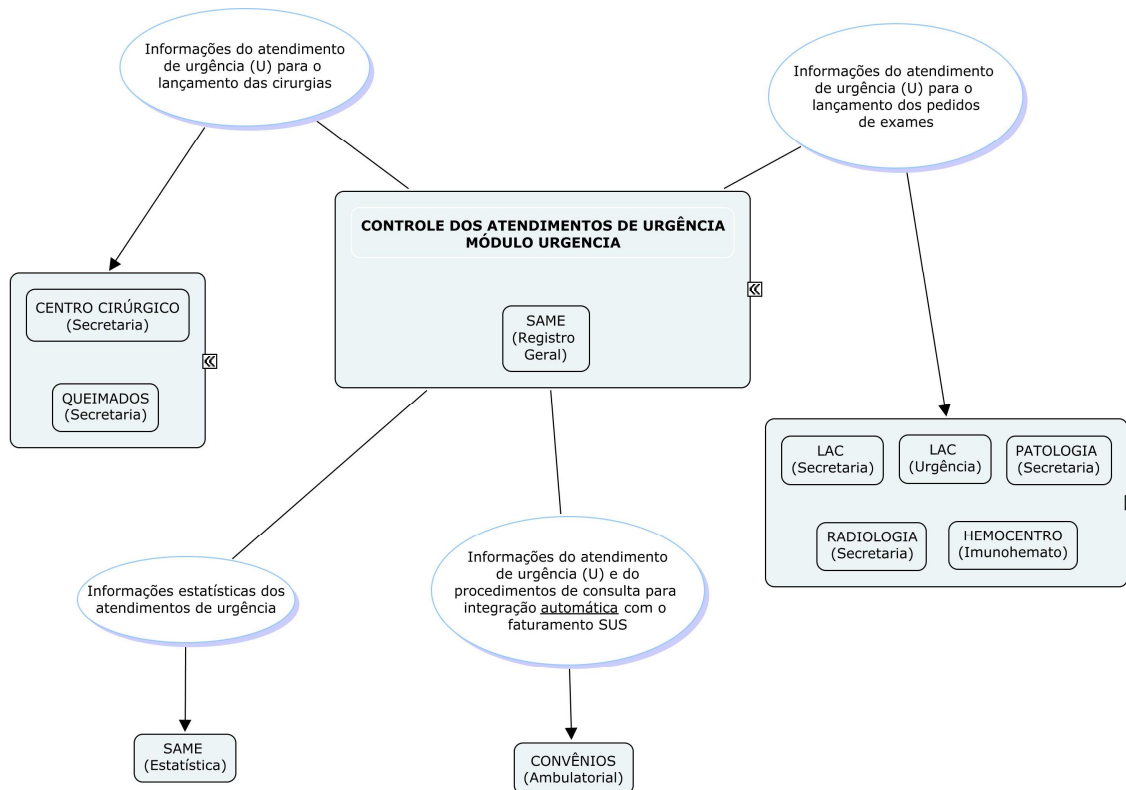 Informações do atendimento
de urgência (U) para o
lançamento das cirurgias
Informações do atendimento
de urgência (U) para o
lançamento dos pedidos
de exames
CONTROLE DOS ATENDIMENTOS DE URGÊNCIA
MÓDULO URGENCIA
SAME
(Registro
Geral)
CENTRO CIRÚRGICO
(Secretaria)
QUEIMADOS
(Secretaria)
LAC
(Secretaria)
LAC
(Urgência)
PATOLOGIA
(Secretaria)
RADIOLOGIA
(Secretaria)
HEMOCENTRO
(Imunohemato)
Informações estatísticas dos
atendimentos de urgência
Informações do atendimento
de urgência (U) e do
procedimentos de consulta para
integração automática com o
faturamento SUS
SAME
(Estatística)
CONVÊNIOS
(Ambulatorial)